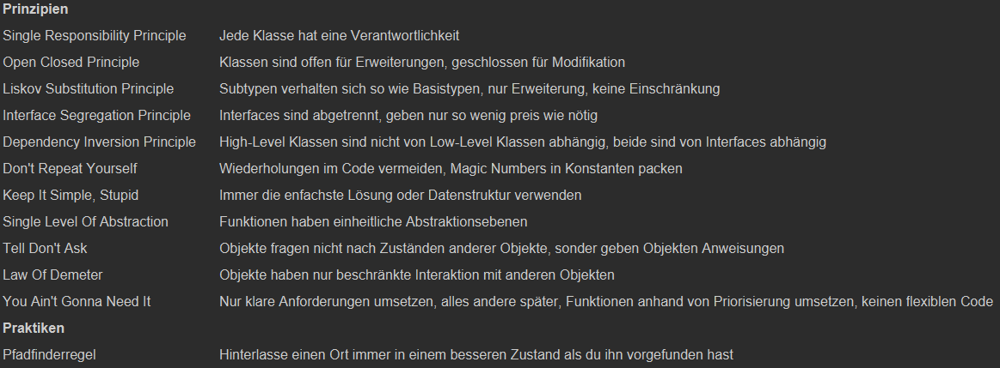 Prinzipien
Single Responsibility Principle Jede Klasse hat eine Verantwortlichkeit
Open Closed Principle Klassen sind offen für Erweiterungen, geschlossen für Modifikation
Liskov Substitution Principle Subtypen verhalten sich so wie Basistypen, nur Erweiterung, keine Einschränkung
Interface Segregation Principle Interfaces sind abgetrennt, geben nur so wenig preis wie nötig
Dependency Inversion Principle High-Level Klassen sind nicht von Low-Level Klassen abhängig, beide sind von Interfaces abhängig
Don't Repeat Yourself Wiederholungen im Code vermeiden, Magic Numbers in Konstanten packen
Keep It Simple, Stupid Immer die enfachste Lösung oder Datenstruktur verwenden
Single Level Of Abstraction Funktionen haben einheitliche Abstraktionsebenen
Tell Don't Ask Objekte fragen nicht nach Zuständen anderer Objekte, sonder geben Objekten Anweisungen
Law Of Demeter Objekte haben nur beschränkte Interaktion mit anderen Objekten
You Ain't Gonna Need It Nur klare Anforderungen umsetzen, alles andere später, Funktionen anhand von Priorisierung umsetzen, keinen flexiblen Code
Praktiken
Pfadfinderregel Hinterlasse einen Ort immer in einem besseren Zustand als du ihn vorgefunden hast